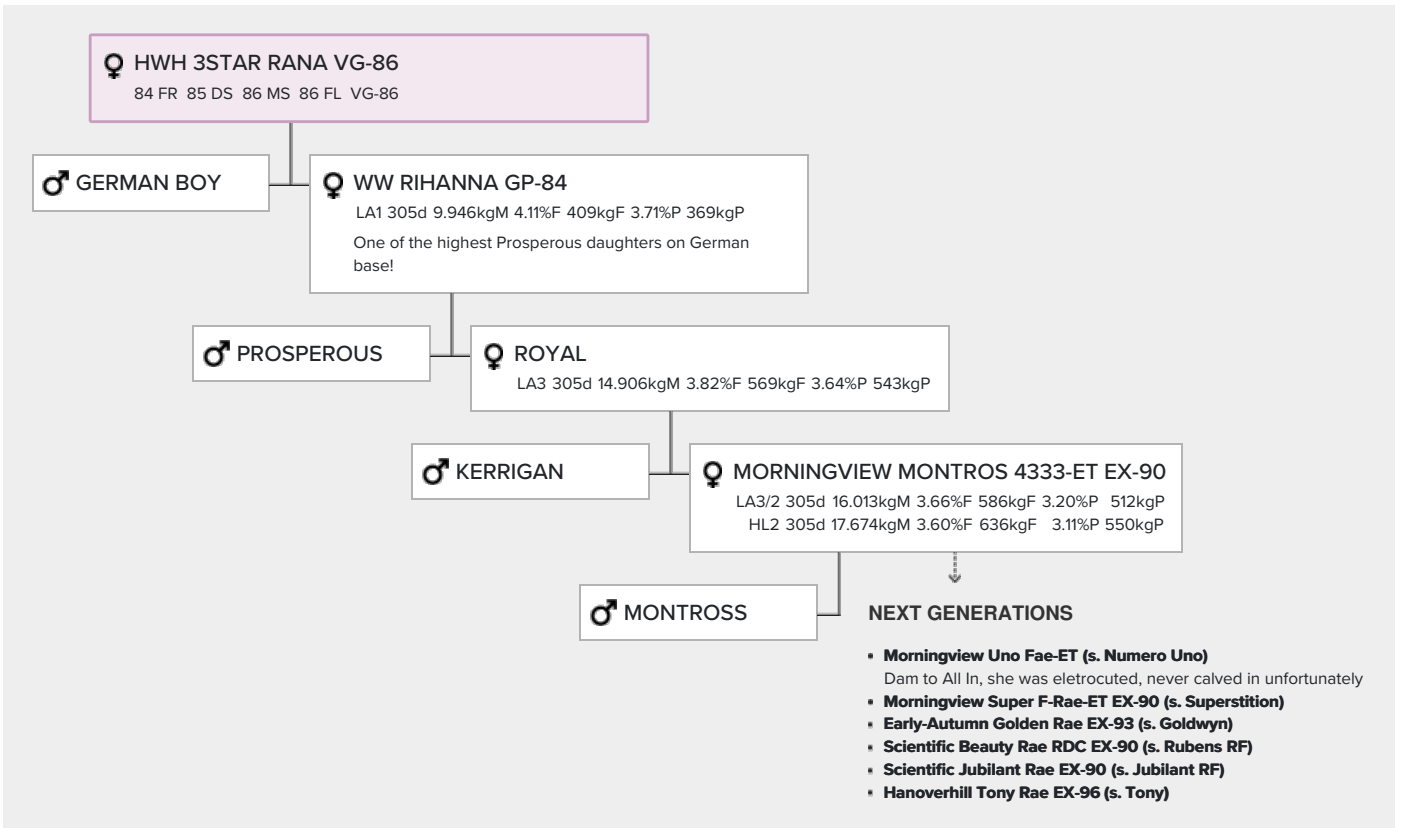 HWH 3STAR RANA VG-86
84 FR 85 DS 86 MS 86 FL VG-86
GERMAN BOY
WW RIHANNA GP-84
LA1 305d 9.946kgM 4.11%F 409kgF 3.71%P 369kgP
One of the highest Prosperous daughters on German
base!
PROSPEROUS
ROYAL
LA3 305d 14.906kgM 3.82%F 569kgF 3.64%P 543kgP
KERRIGAN
MORNINGVIEW MONTROS 4333-ET EX-90
LA3/2 305d 16.013kgM 3.66%F 586kgF 3.20%P 512kgP
HL2 305d 17.674kgM 3.60%F 636kgF 3.11%P 550kgP
MONTROSS
NEXT GENERATIONS
Morningview Uno Fae-ET (s. Numero Uno)
Dam to All In, she was eletrocuted, never calved in unfortunately
Morningview Super F-Rae-ET EX-90 (s. Superstition)
Early-Autumn Golden Rae EX-93 (s. Goldwyn)
Scientific Beauty Rae RDC EX-90 (s. Rubens RF)
Scientific Jubilant Rae EX-90 (s. Jubilant RF)
Hanoverhill Tony Rae EX-96 (s. Tony)